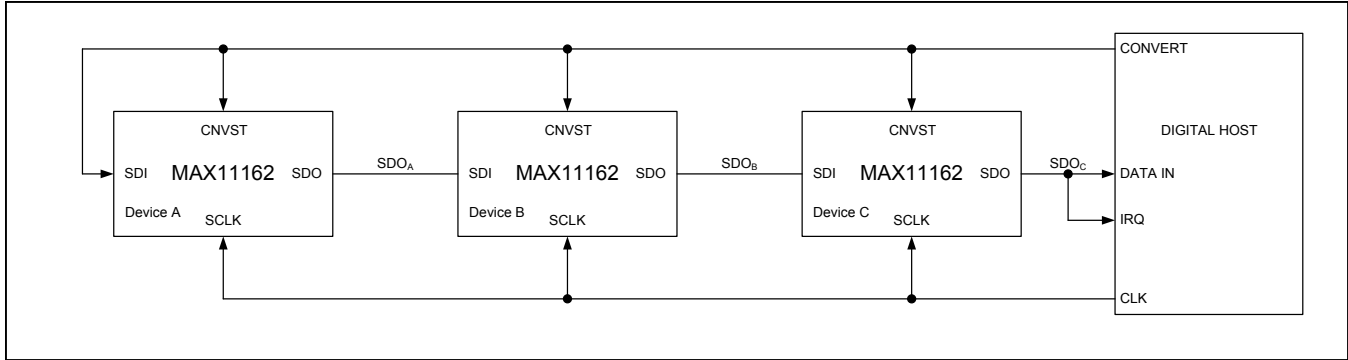 CONVERT
CNVST CNVST CNVST DIGITAL HOST
SDI MAX11162 SDO SDOA SDI MAX11162 SDO SDOB SDI MAX11162 SDO SDOC DATA IN
Device A SCLK Device B SCLK Device C SCLK IRQ
CLK